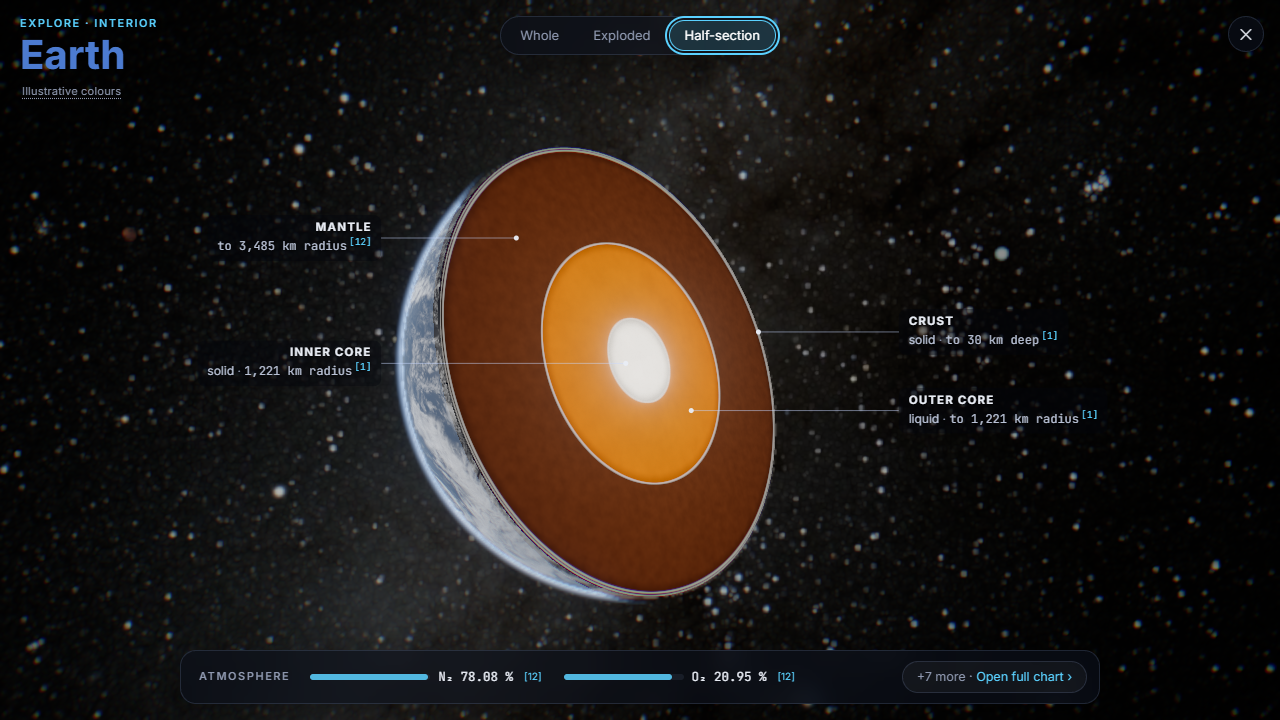 EXPLORE · INTERIOR
Earth
Illustrative colours
Whole
Exploded
Half-section
MANTLE
to 3,485 km radius [12]
INNER CORE
solid · 1,221 km radius [1]
CRUST
solid · to 30 km deep [1]
OUTER CORE
liquid · to 1,221 km radius [1]
ATMOSPHERE
N₂ 78.08 % [12]
O₂ 20.95 % [12]
+7 more · Open full chart ›